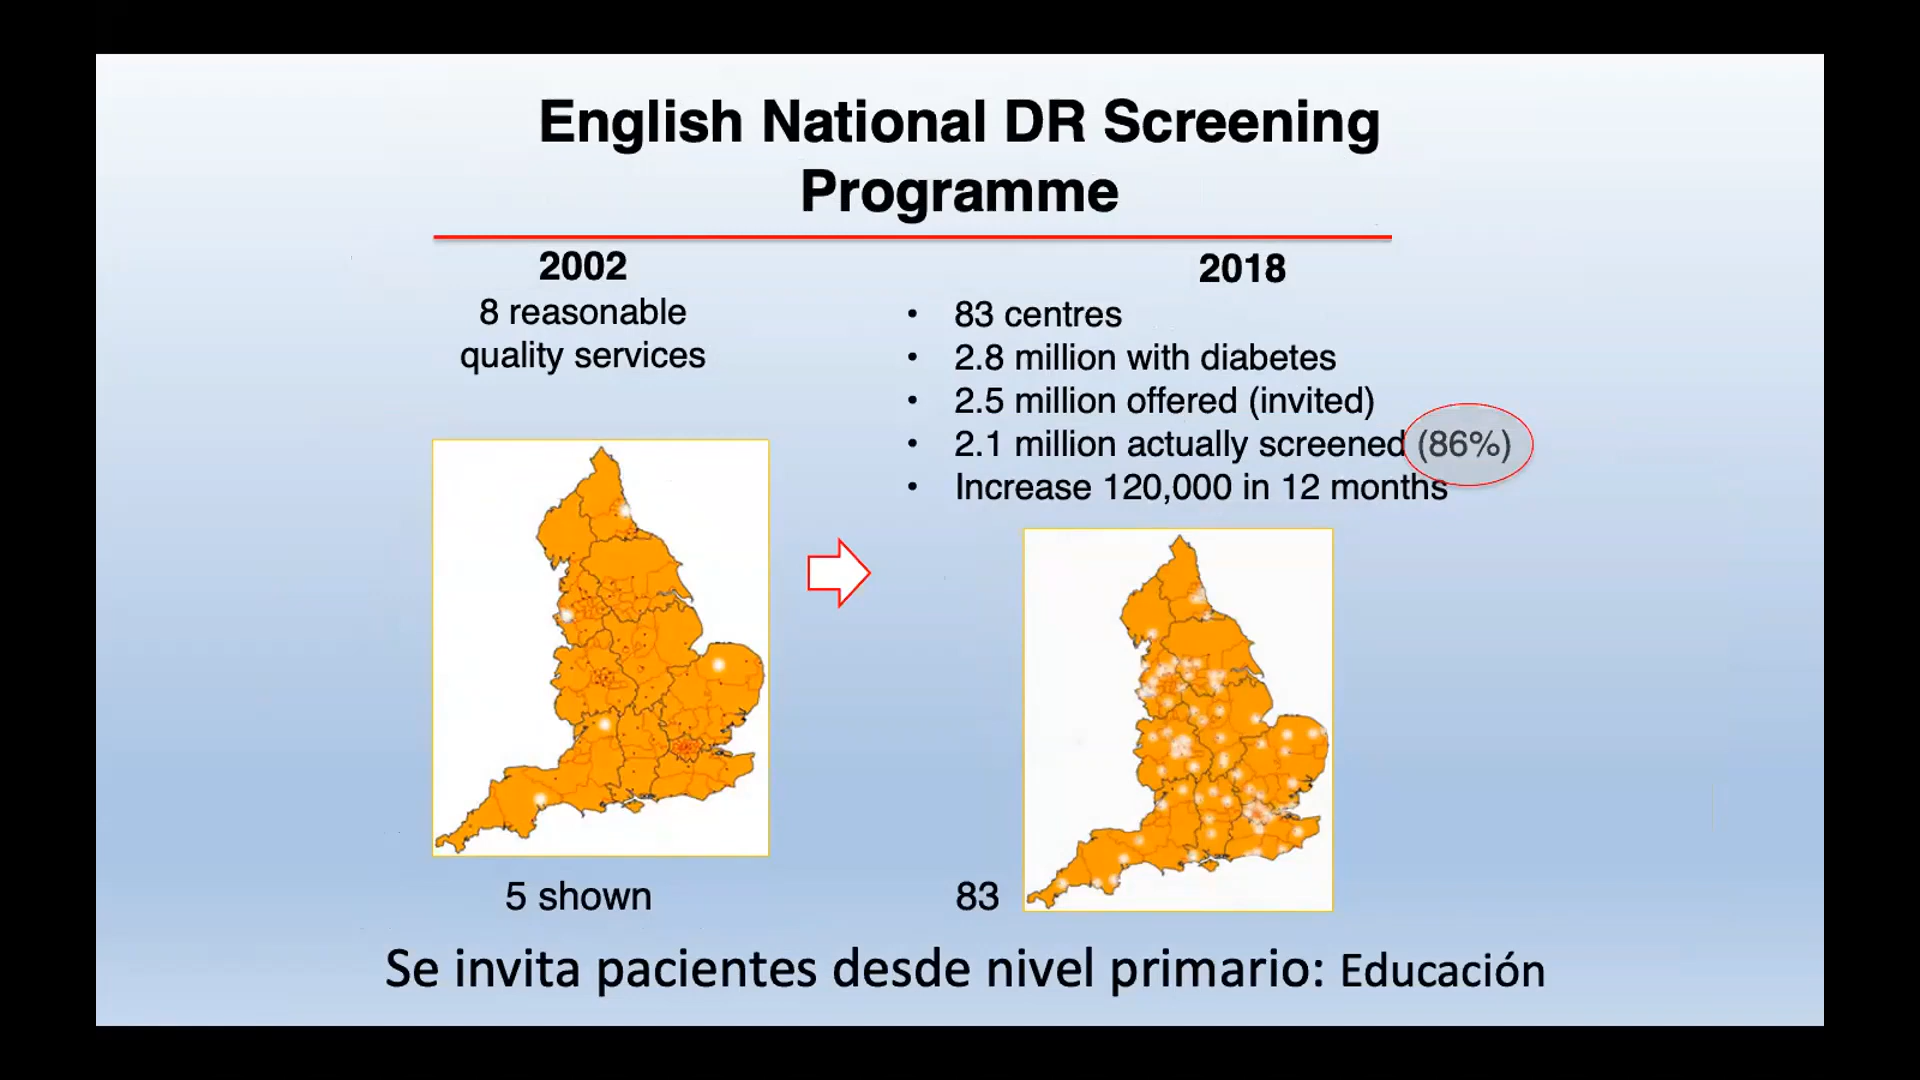 English National DR Screening
Programme
2002
8 reasonable
quality services
2018
• 83 centres
• 2.8 million with diabetes
• 2.5 million offered (invited)
• 2.1 million actually screened (86%)
• Increase 120,000 in 12 months
5 shown
83
Se invita pacientes desde nivel primario: Educación